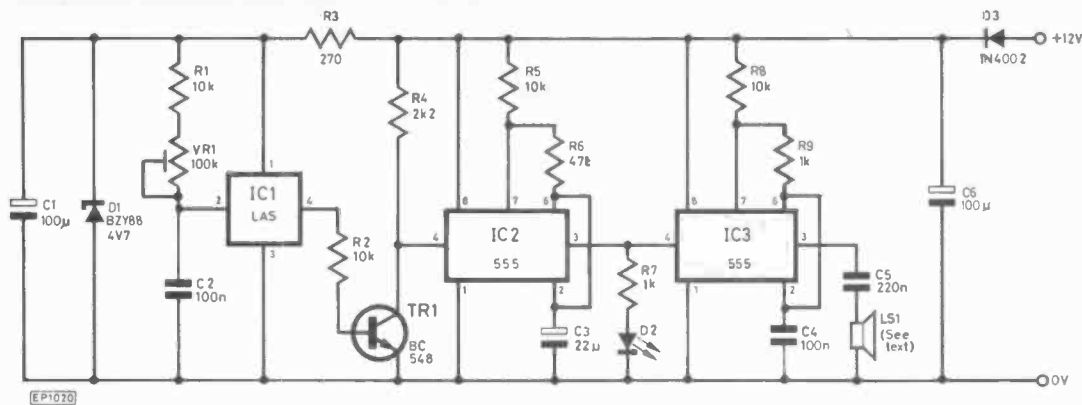 R3
270
D3
1N4002
+12V
R1
10k
VR1
100k
R4
2k2
R5
10k
R6
47k
R8
10k
R9
1k
C1
100µ
D1
BZY88
4V7
2
1
IC1
LAS
4
3
C2
100n
R2
10k
TR1
BC
548
8
7
6
4
IC2
555
3
1
2
C3
22µ
R7
1k
D2
8
7
6
4
IC3
555
3
1
2
C4
100n
C5
220n
LS1
(See
text)
C6
100µ
0V
EP1020